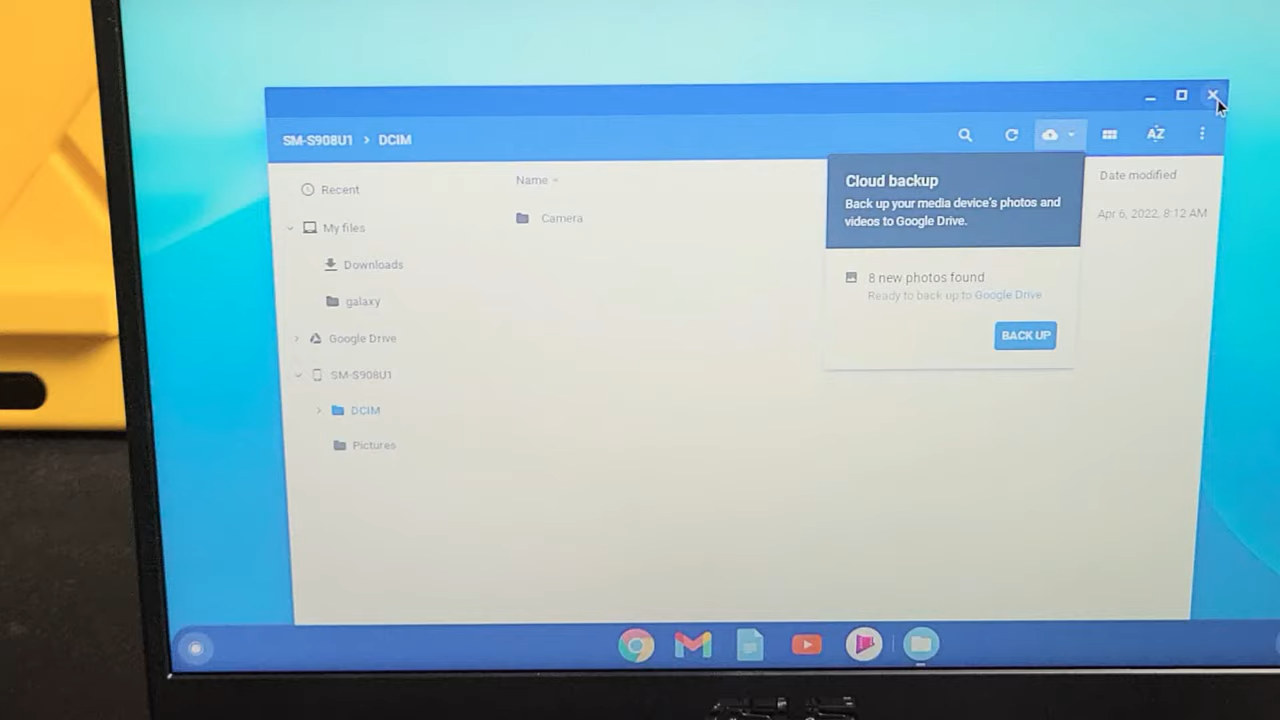 SM-S908U1 > DCIM
AZ
Recent
My files
Downloads
galaxy
Google Drive
SM-S908U1
DCIM
Pictures
Name
Camera
Cloud backup
Back up your media device's photos and
videos to Google Drive.
8 new photos found
Ready to back up to Google Drive
BACK UP
Date modified
Apr 6, 2022, 8:12 AM